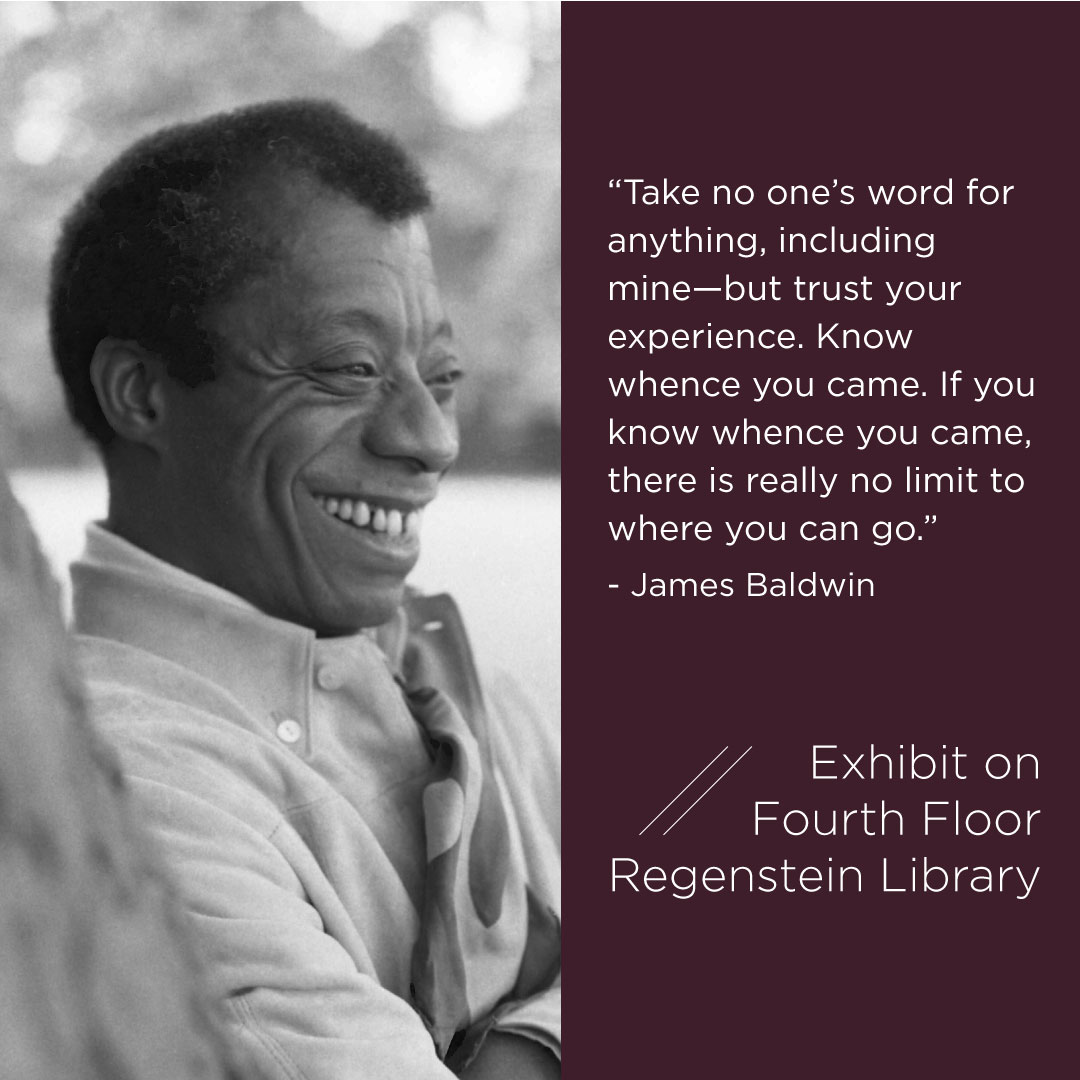 “Take no one’s word for
anything, including
mine—but trust your
experience. Know
whence you came. If you
know whence you came,
there is really no limit to
where you can go.”
- James Baldwin
Exhibit on
Fourth Floor
Regenstein Library